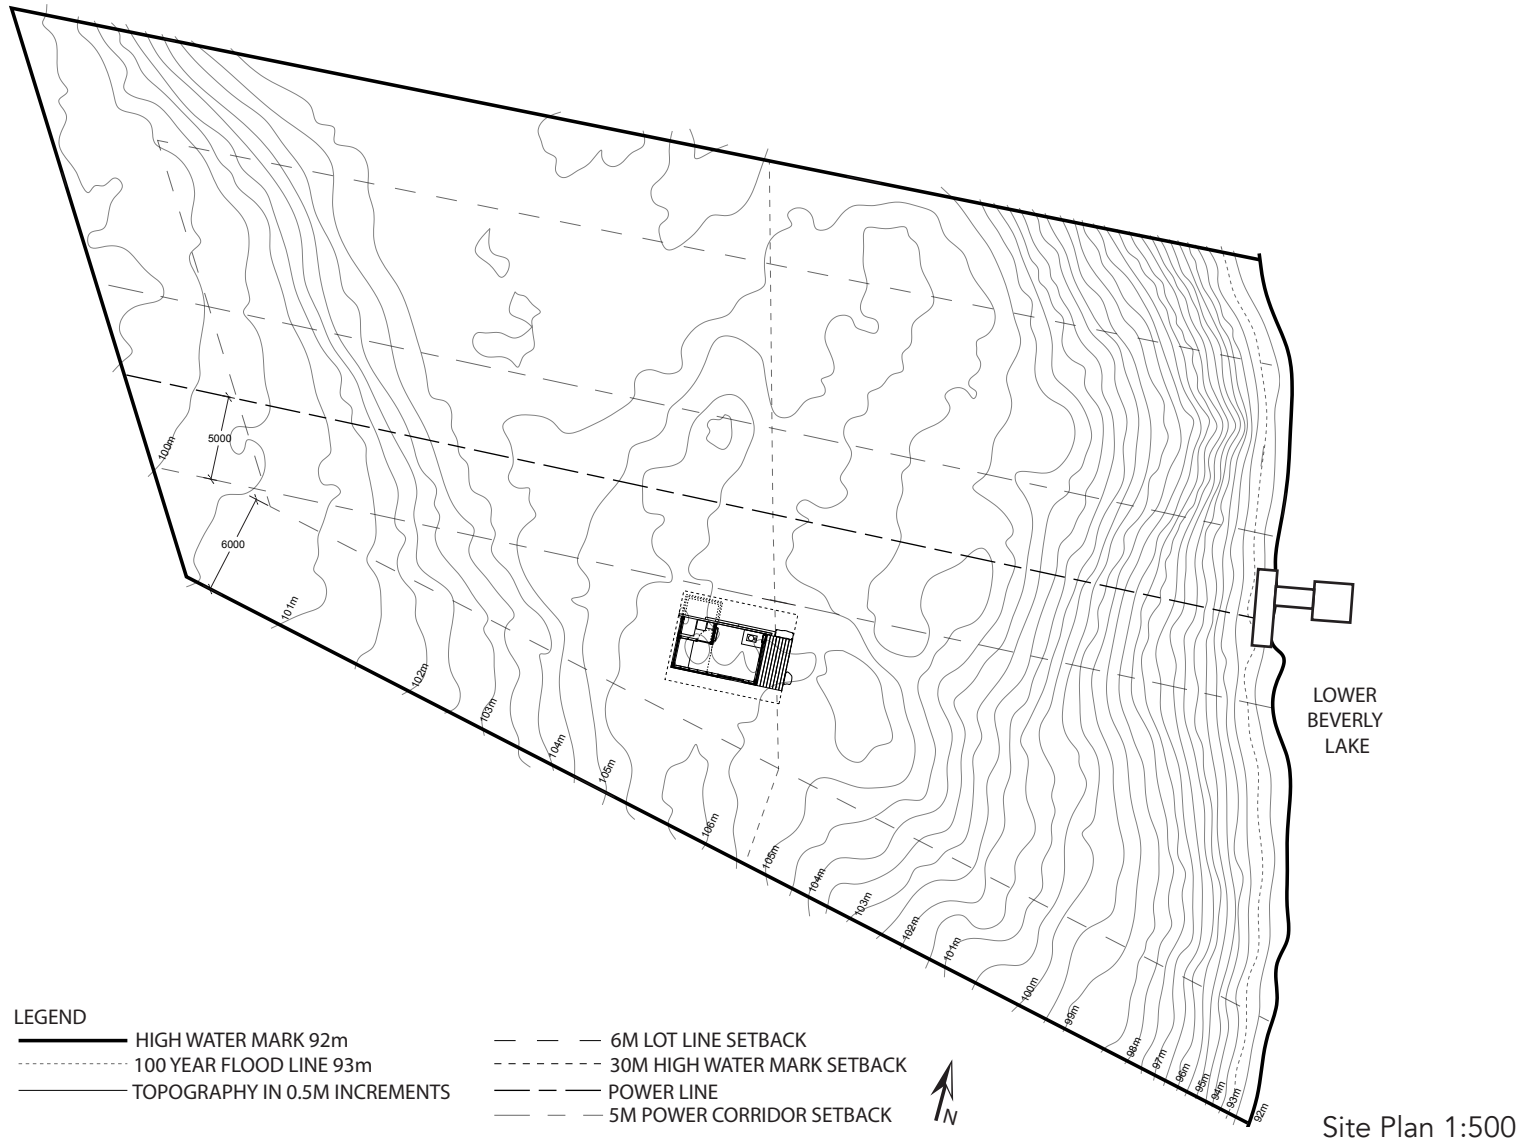 5000
6000
100m
101m
102m
103m
104m
105m
106m
105m
104m
103m
102m
101m
100m
99m
98m
97m
96m
95m
94m
93m
92m
LOWER
BEVERLY
LAKE
LEGEND
HIGH WATER MARK 92m
100 YEAR FLOOD LINE 93m
TOPOGRAPHY IN 0.5M INCREMENTS
6M LOT LINE SETBACK
30M HIGH WATER MARK SETBACK
POWER LINE
5M POWER CORRIDOR SETBACK
N
Site Plan 1:500